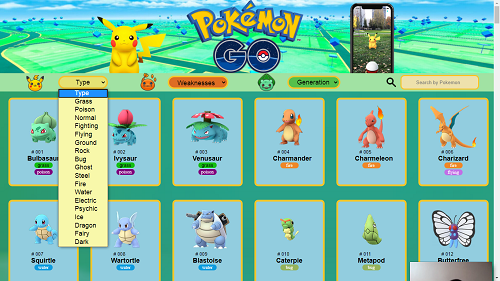 POKÉMON
GO
Type
Weaknesses
Generation
Search by Pokemon
Type
Grass
Poison
Normal
Fighting
Flying
Ground
Rock
Bug
Ghost
Steel
Fire
Water
Electric
Psychic
Ice
Dragon
Fairy
Dark
# 001
Bulbasaur
grass
poison
# 002
Ivysaur
grass
poison
# 003
Venusaur
grass
poison
# 004
Charmander
fire
# 005
Charmeleon
fire
# 006
Charizard
fire
flying
# 007
Squirtle
water
# 008
Wartortle
water
# 009
Blastoise
water
# 010
Caterpie
bug
# 011
Metapod
bug
# 012
Butterfree